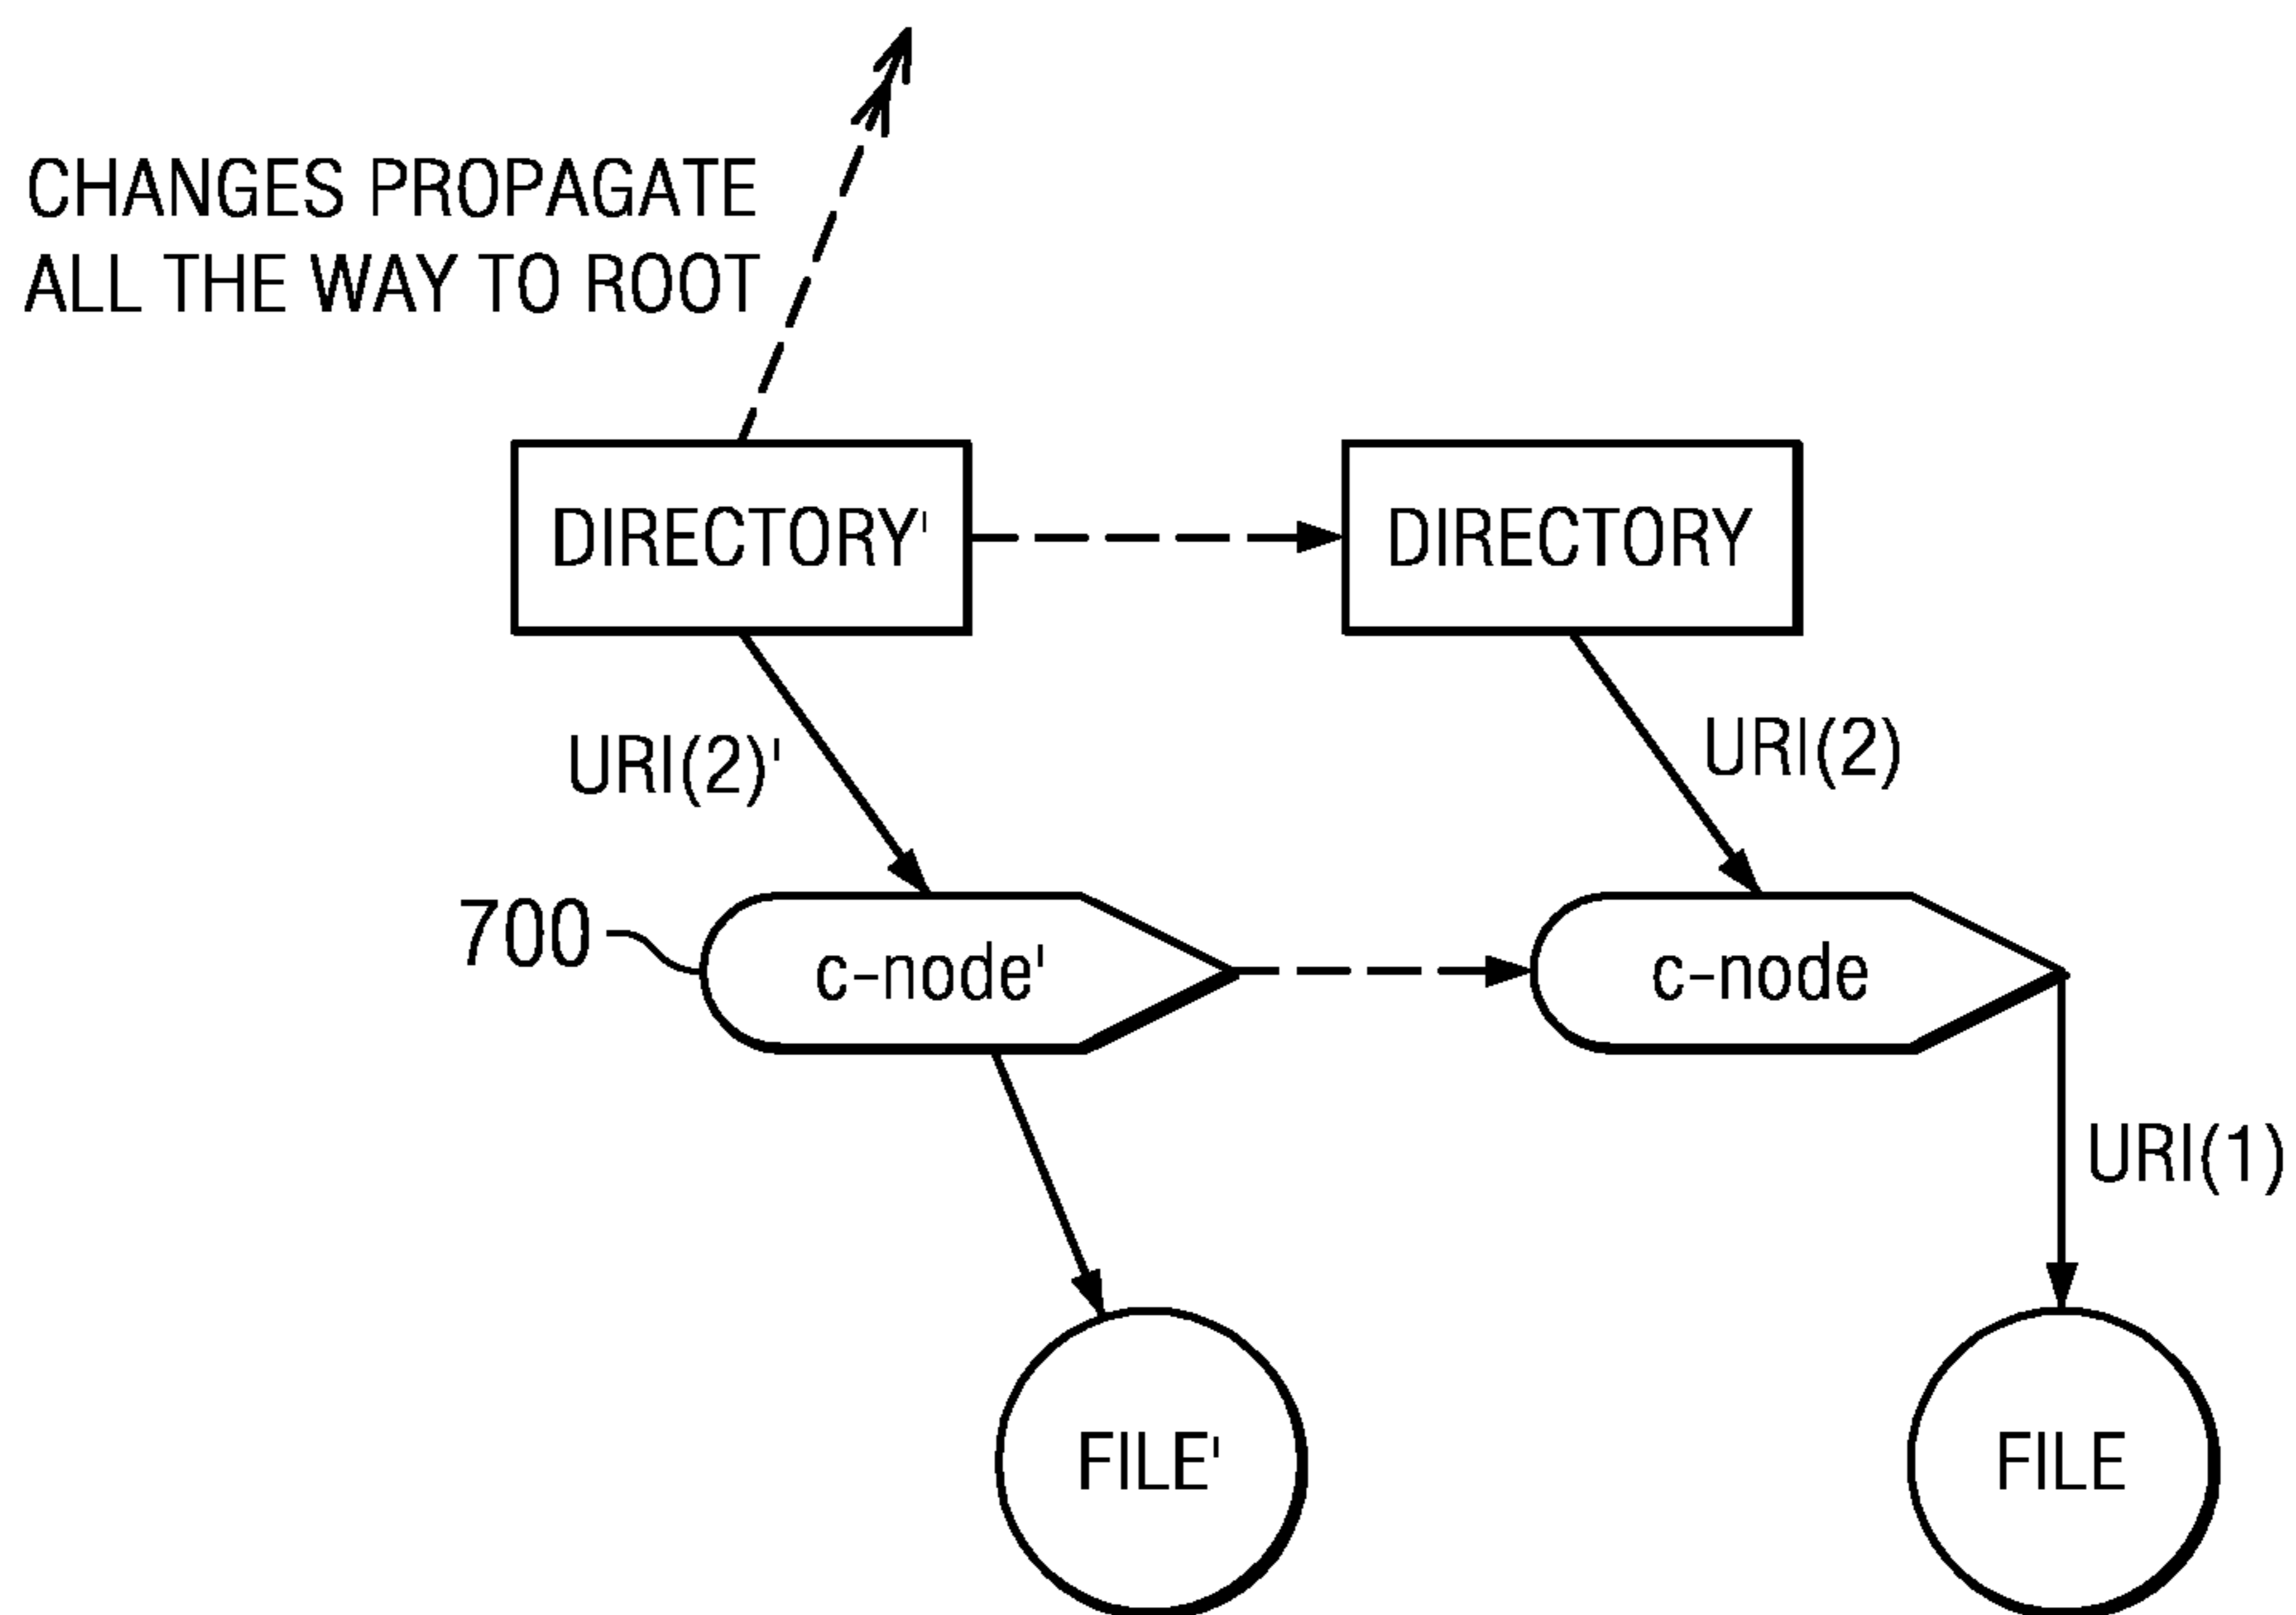 CHANGES PROPAGATE
ALL THE WAY TO ROOT
DIRECTORY'
DIRECTORY
URI(2)'
URI(2)
700
c-node'
c-node
URI(1)
FILE'
FILE